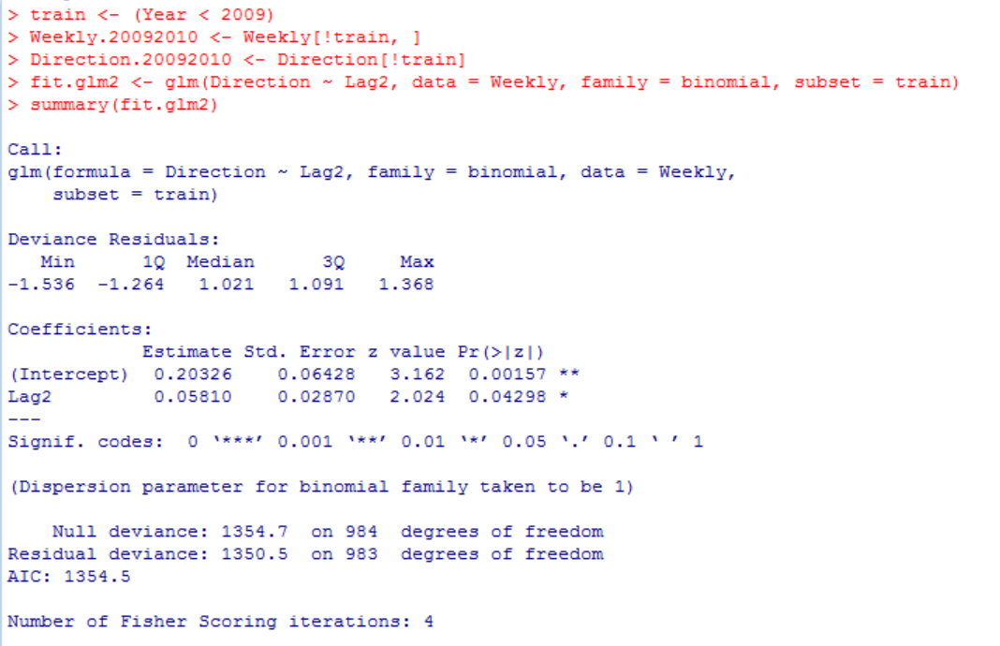 > train <- (Year < 2009)
> Weekly.20092010 <- Weekly[!train, ]
> Direction.20092010 <- Direction[!train]
> fit.glm2 <- glm(Direction ~ Lag2, data = Weekly, family = binomial, subset = train)
> summary(fit.glm2)

Call:
glm(formula = Direction ~ Lag2, family = binomial, data = Weekly,
    subset = train)

Deviance Residuals:
   Min      1Q  Median      3Q     Max
-1.536  -1.264   1.021   1.091   1.368

Coefficients:
            Estimate Std. Error z value Pr(>|z|)
(Intercept)  0.20326    0.06428   3.162  0.00157 **
Lag2         0.05810    0.02870   2.024  0.04298 *
---
Signif. codes:  0 ‘***’ 0.001 ‘**’ 0.01 ‘*’ 0.05 ‘.’ 0.1 ‘ ’ 1

(Dispersion parameter for binomial family taken to be 1)

    Null deviance: 1354.7  on 984  degrees of freedom
Residual deviance: 1350.5  on 983  degrees of freedom
AIC: 1354.5

Number of Fisher Scoring iterations: 4